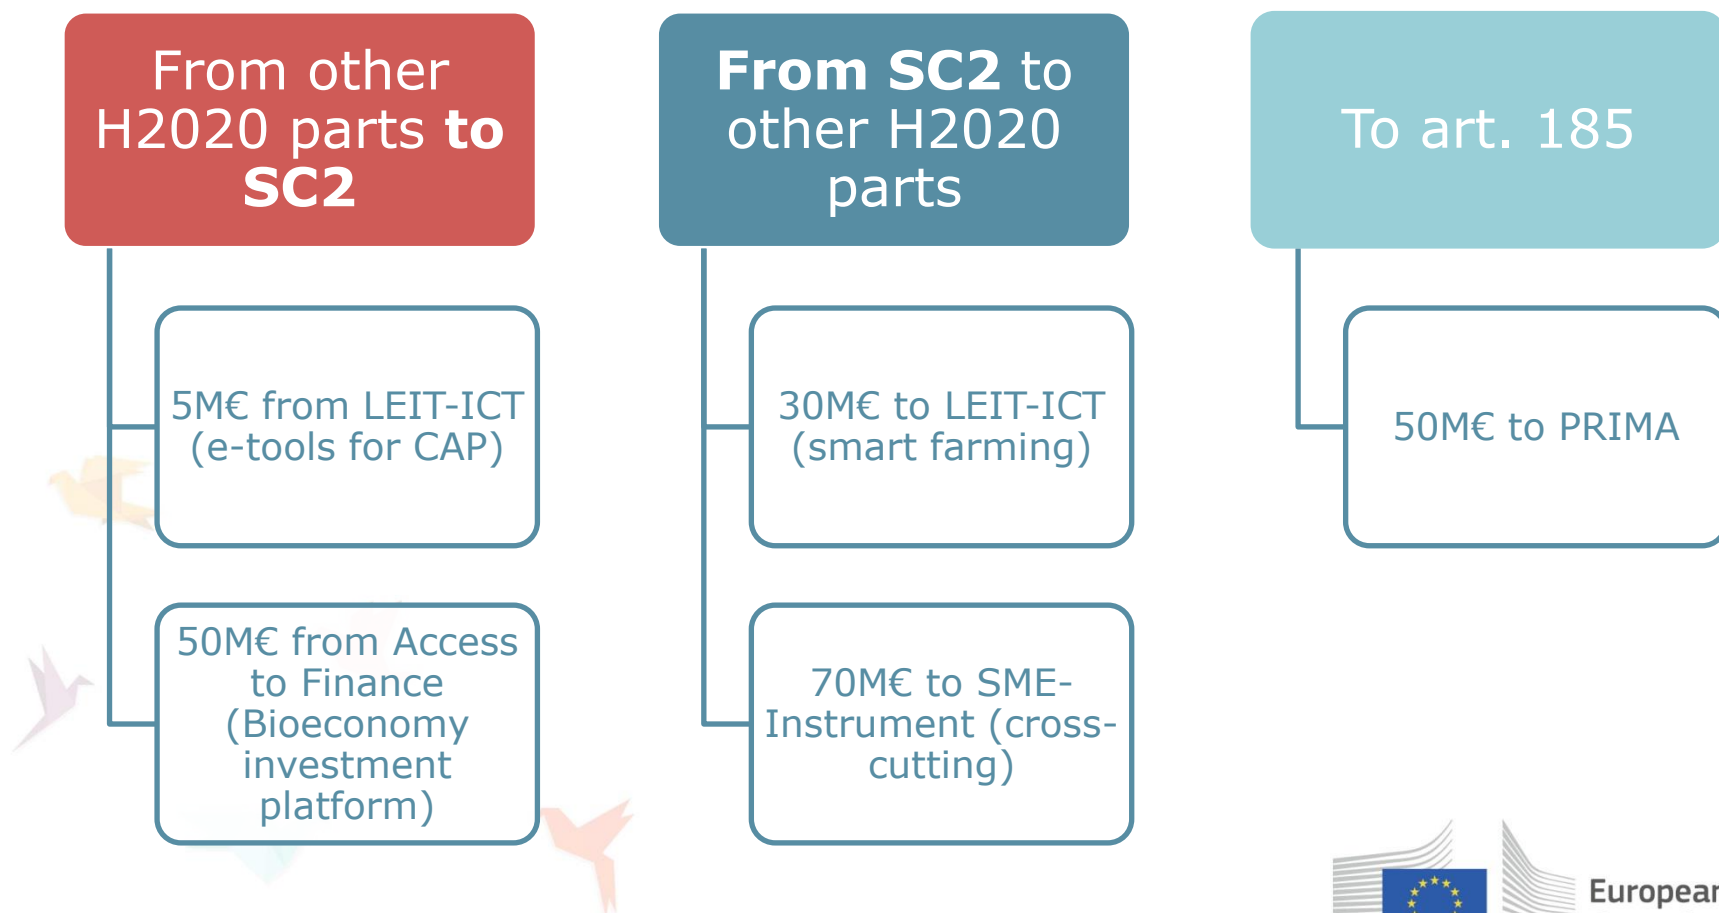 From other
H2020 parts to
SC2
5M€ from LEIT-ICT
(e-tools for CAP)
50M€ from Access
to Finance
(Bioeconomy
investment
platform)
From SC2 to
other H2020
parts
30M€ to LEIT-ICT
(smart farming)
70M€ to SME-
Instrument (cross-
cutting)
To art. 185
50M€ to PRIMA
European